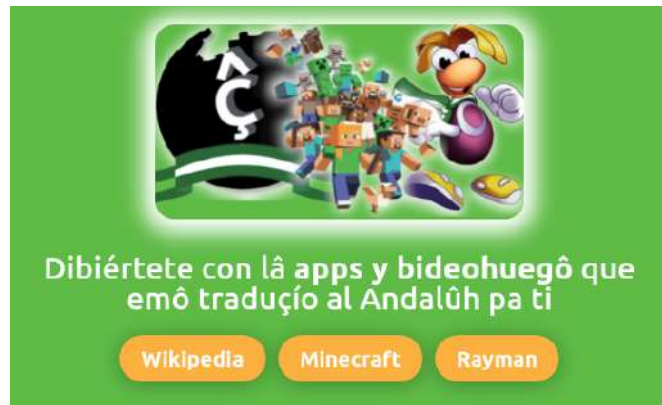 Ç̂
Dibiértete con lâ apps y bideohuegô que
emô traduçío al Andalûh pa ti
Wikipedia Minecraft Rayman